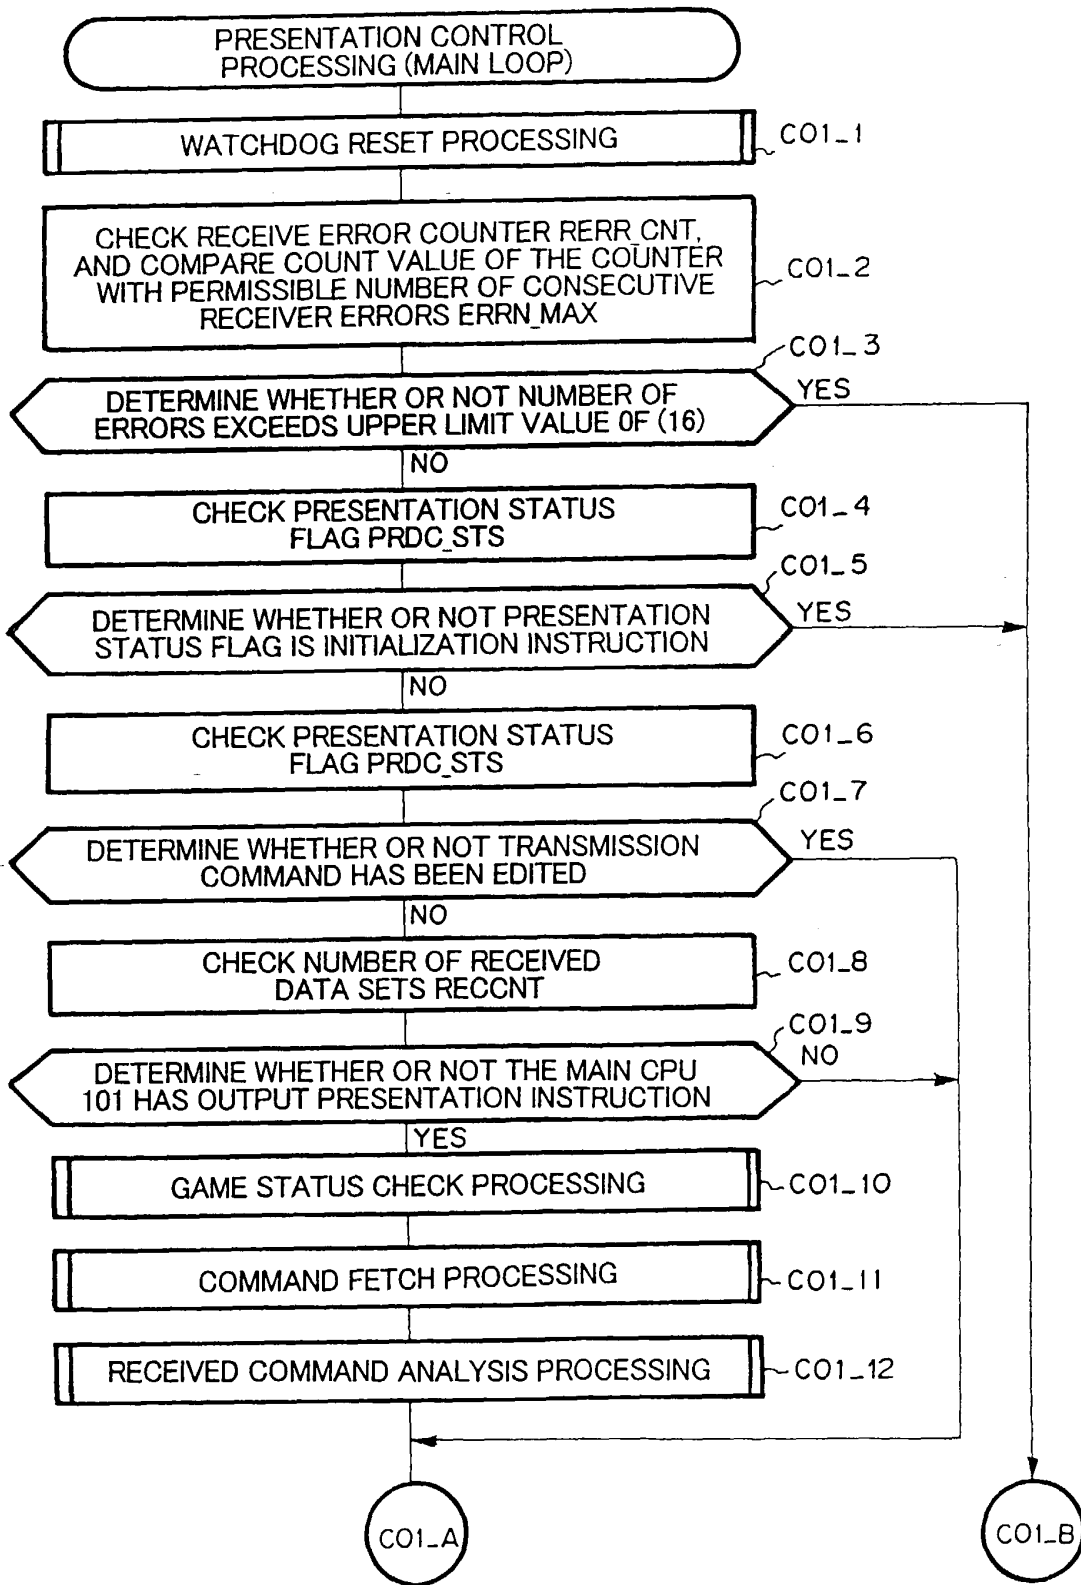 PRESENTATION CONTROL
PROCESSING (MAIN LOOP)
WATCHDOG RESET PROCESSING
C01_1
CHECK RECEIVE ERROR COUNTER RERR_CNT,
AND COMPARE COUNT VALUE OF THE COUNTER
WITH PERMISSIBLE NUMBER OF CONSECUTIVE
RECEIVER ERRORS ERRN_MAX
C01_2
C01_3
DETERMINE WHETHER OR NOT NUMBER OF
ERRORS EXCEEDS UPPER LIMIT VALUE 0F (16)
YES
NO
CHECK PRESENTATION STATUS
FLAG PRDC_STS
C01_4
C01_5
DETERMINE WHETHER OR NOT PRESENTATION
STATUS FLAG IS INITIALIZATION INSTRUCTION
YES
NO
CHECK PRESENTATION STATUS
FLAG PRDC_STS
C01_6
C01_7
DETERMINE WHETHER OR NOT TRANSMISSION
COMMAND HAS BEEN EDITED
YES
NO
CHECK NUMBER OF RECEIVED
DATA SETS RECCNT
C01_8
C01_9
DETERMINE WHETHER OR NOT THE MAIN CPU
101 HAS OUTPUT PRESENTATION INSTRUCTION
NO
YES
GAME STATUS CHECK PROCESSING
C01_10
COMMAND FETCH PROCESSING
C01_11
RECEIVED COMMAND ANALYSIS PROCESSING
C01_12
C01_A
C01_B